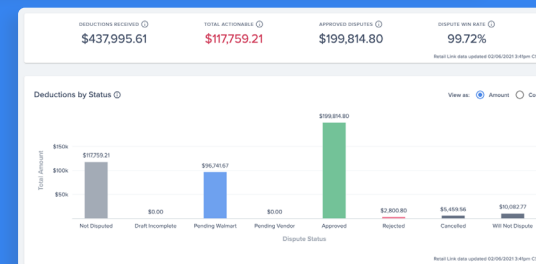 DEDUCTIONS RECEIVED
TOTAL ACTIONABLE
APPROVED DISPUTES
DISPUTE WIN RATE
$437,995.61
$117,759.21
$199,814.80
99.72%
Retail Link data updated 02/06/2021 3:41pm CS
Deductions by Status
View as:
Amount
Co
$199,814.80
$150k
$117,759.21
$100k
$96,741.67
$50k
$0.00
$0.00
$2,800.80
$5,459.56
$10,082.77
Total Amount
Not Disputed
Draft Incomplete
Pending Walmart
Pending Vendor
Approved
Rejected
Cancelled
Will Not Dispute
Dispute Status
Retail Link data updated 02/06/2021 3:41pm CS